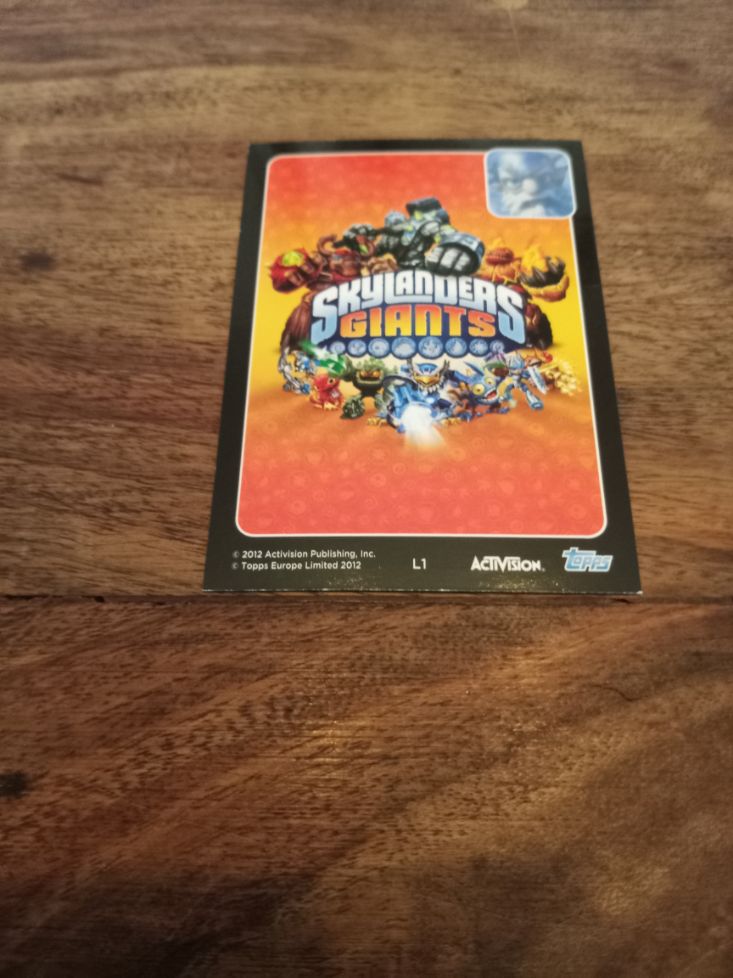 SKYLANDERS
GIANTS
© 2012 Activision Publishing, Inc.
© Topps Europe Limited 2012
L1
ACTIVISION.
topps